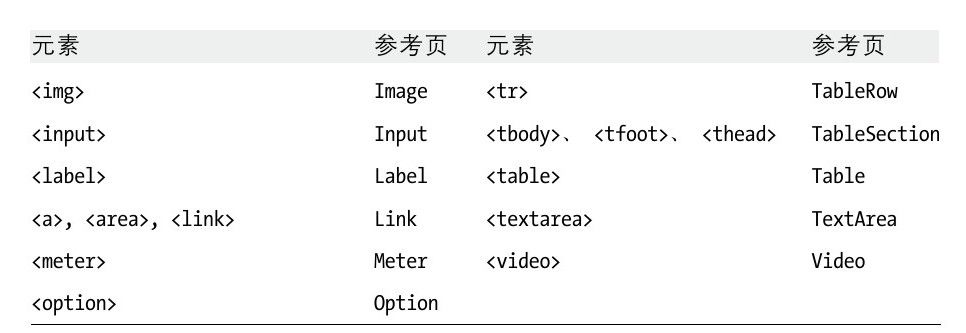 元素 参考页 元素 参考页
<img> Image <tr> TableRow
<input> Input <tbody>、 <tfoot>、 <thead> TableSection
<label> Label <table> Table
<a>, <area>, <link> Link <textarea> TextArea
<meter> Meter <video> Video
<option> Option